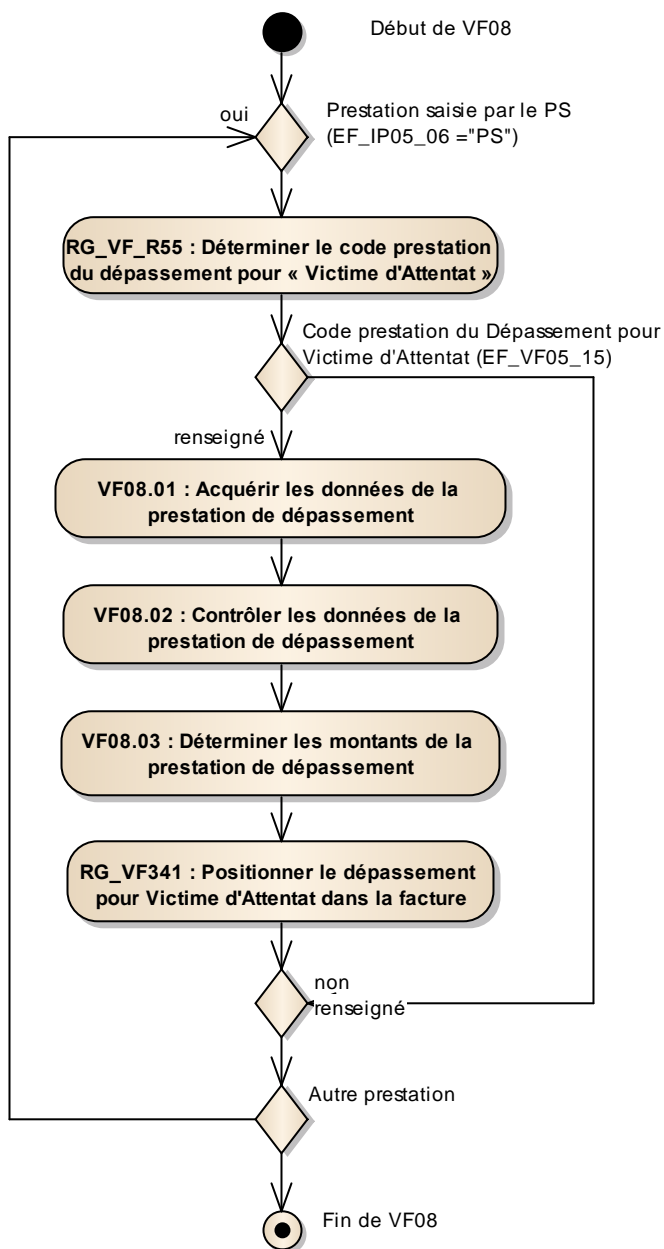 Début de VF08
oui
Prestation saisie par le PS
(EF_IP05_06 ="PS")
RG_VF_R55 : Déterminer le code prestation
du dépassement pour « Victime d'Attentat »
Code prestation du Dépassement pour
Victime d'Attentat (EF_VF05_15)
renseigné
VF08.01 : Acquérir les données de la
prestation de dépassement
VF08.02 : Contrôler les données de la
prestation de dépassement
VF08.03 : Déterminer les montants de la
prestation de dépassement
RG_VF341 : Positionner le dépassement
pour Victime d'Attentat dans la facture
non
renseigné
Autre prestation
Fin de VF08